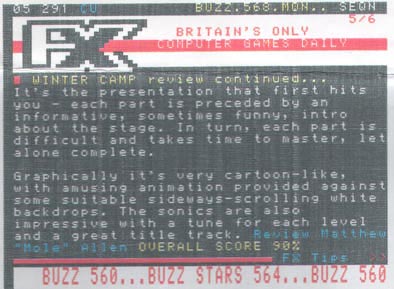 05 291 CU BUZZ.568.MON.. SEON
5/6
FX BRITAIN'S ONLY
COMPUTER GAMES DAILY
WINTER CAMP review continued...
It's the presentation that first hits
you - each part is preceded by an
informative, sometimes funny, intro
about the stage. In turn, each part is
difficult and takes time to master, let
alone complete.
Graphically it's very cartoon-like,
with amusing animation provided against
some suitable sideways-scrolling white
backdrops. The sonics are also
impressive with a tune for each level
and a great title track. Review Matthew
"Mole" Allen OVERALL SCORE 90%
FX Tips >>
BUZZ 560...BUZZ STARS 564...BUZZ 560